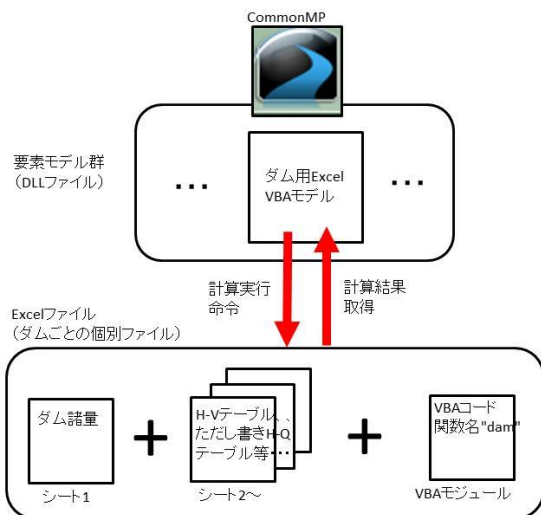 CommonMP
要素モデル群
(DLLファイル)
…
ダム用Excel
VBAモデル
…
計算実行
命令
計算結果
取得
Excelファイル
(ダムごとの個別ファイル)
ダム諸量
シート1
+
H-Vテーブル、、
ただし書きH-Q
テーブル等…
シート2～
+
VBAコード
関数名"dam"
VBAモジュール